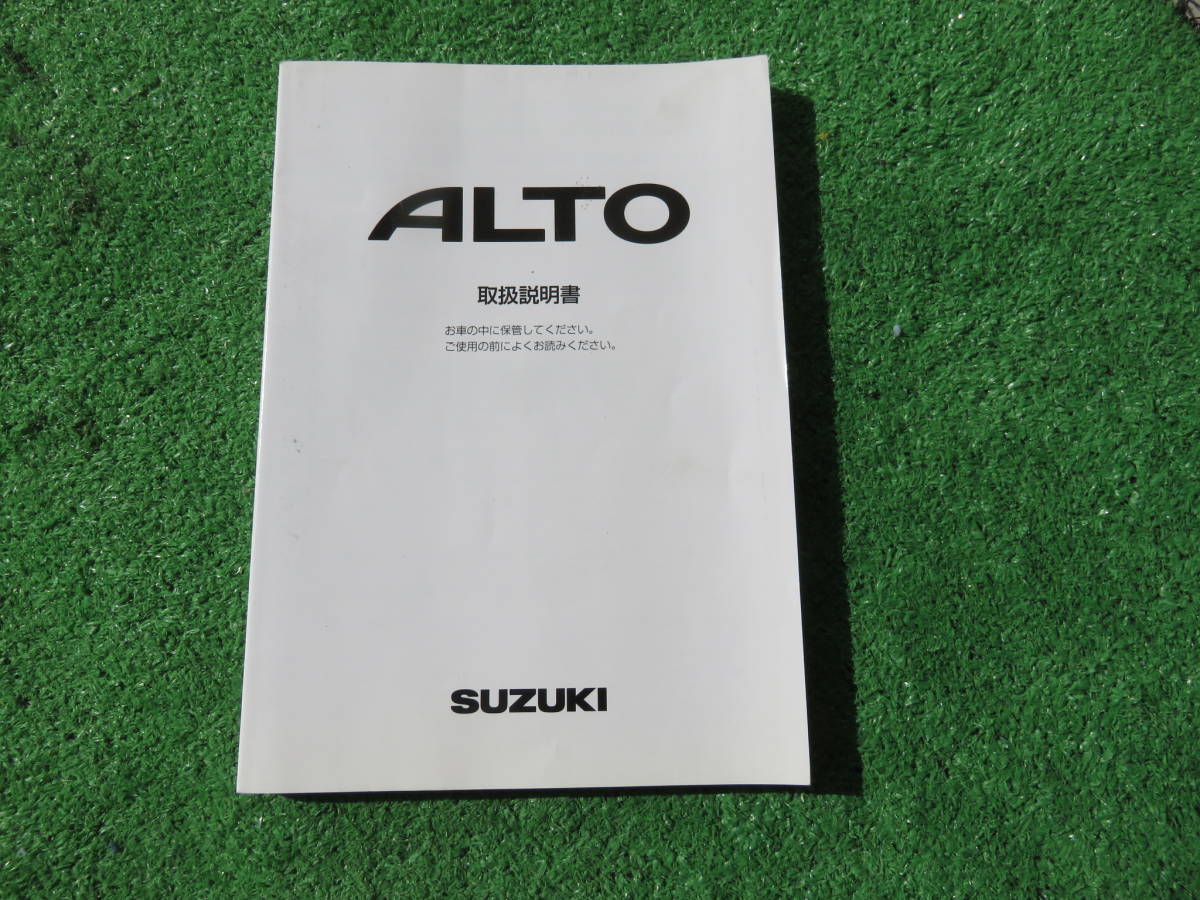 ALTO
取扱説明書
お車の中に保管してください。
ご使用の前によくお読みください。
SUZUKI